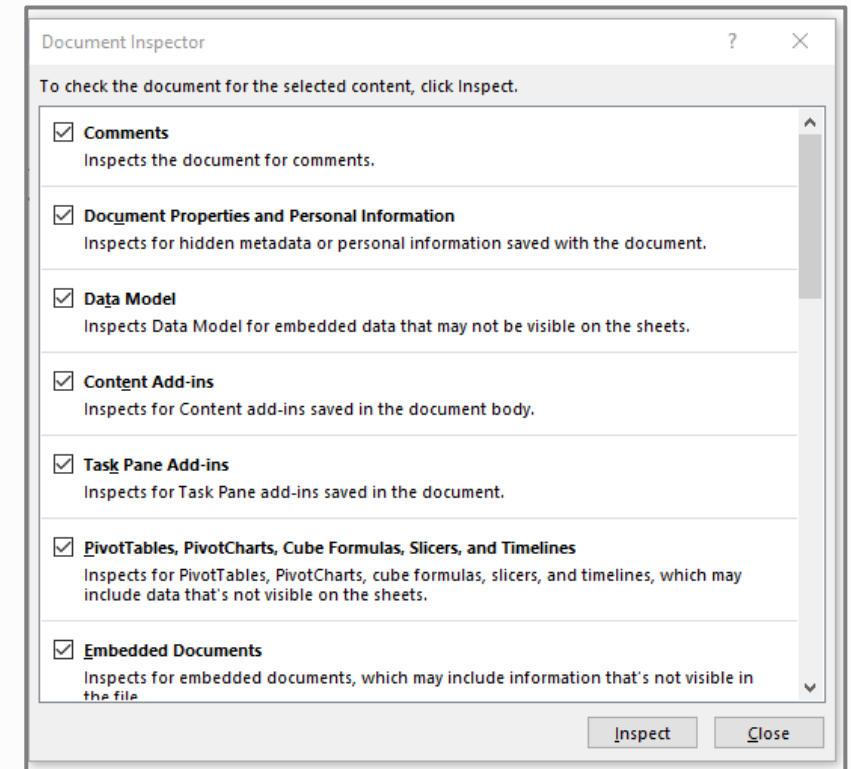 Document Inspector
?
To check the document for the selected content, click Inspect.
Comments
Inspects the document for comments.
Document Properties and Personal Information
Inspects for hidden metadata or personal information saved with the document.
Data Model
Inspects Data Model for embedded data that may not be visible on the sheets.
Content Add-ins
Inspects for Content add-ins saved in the document body.
Task Pane Add-ins
Inspects for Task Pane add-ins saved in the document.
PivotTables, PivotCharts, Cube Formulas, Slicers, and Timelines
Inspects for PivotTables, PivotCharts, cube formulas, slicers, and timelines, which may
include data that's not visible on the sheets.
Embedded Documents
Inspects for embedded documents, which may include information that's not visible in
the file
Inspect Close